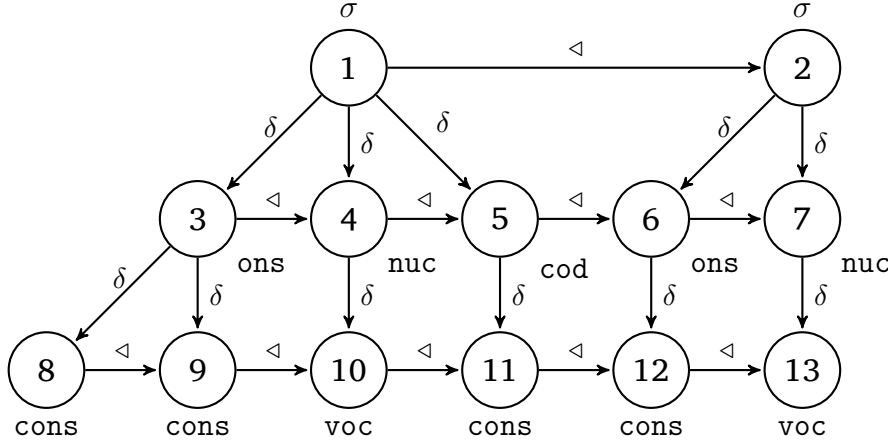 σ σ
1 ◁ 2
δ δ δ δ δ
3 ◁ 4 ◁ 5 ◁ 6 ◁ 7
ons nuc cod ons nuc
δ δ δ δ δ δ
8 ◁ 9 ◁ 10 ◁ 11 ◁ 12 ◁ 13
cons cons voc cons cons voc